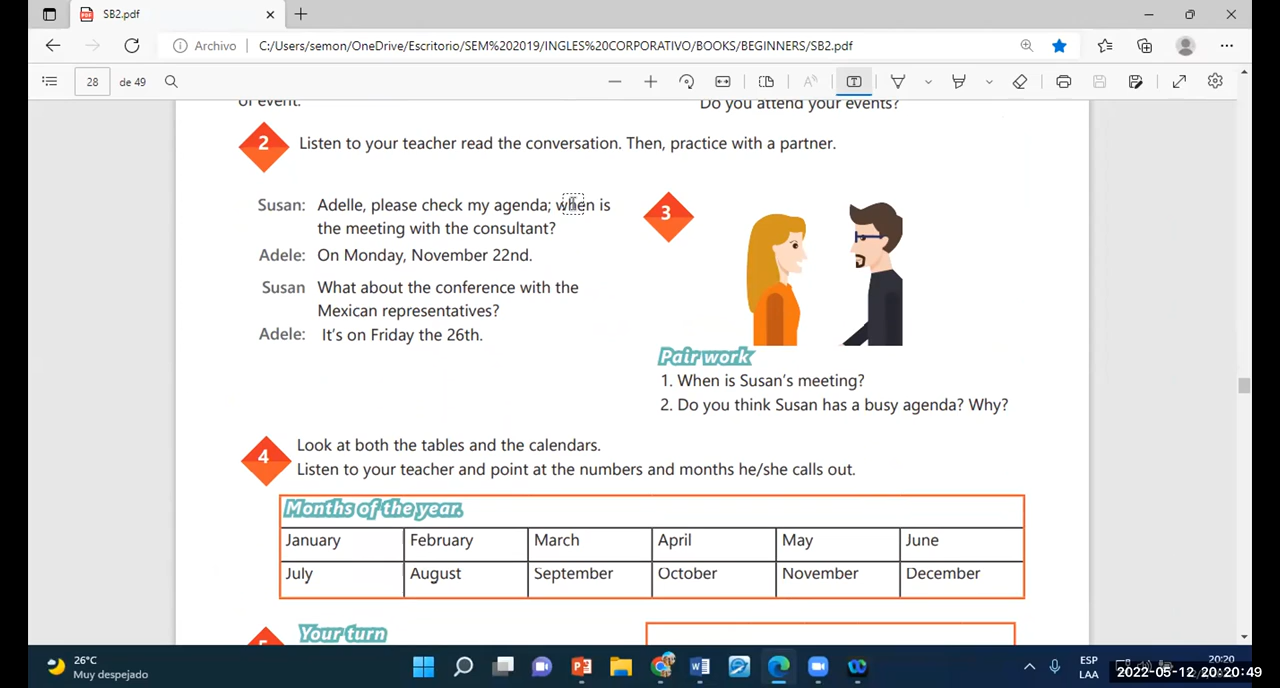 SB2.pdf
Archivo
C:/Users/semon/OneDrive/Escritorio/SEM%202019/INGLES%20CORPORATIVO/BOOKS/BEGINNERS/SB2.pdf
28 de 49
of event.
Do you attend your events?
2 Listen to your teacher read the conversation. Then, practice with a partner.
Susan: Adelle, please check my agenda; when is
the meeting with the consultant?
Adele: On Monday, November 22nd.
Susan What about the conference with the
Mexican representatives?
Adele: It's on Friday the 26th.
3
Pair work
1. When is Susan's meeting?
2. Do you think Susan has a busy agenda? Why?
4 Look at both the tables and the calendars.
Listen to your teacher and point at the numbers and months he/she calls out.
Months of the year.
January February March April May June
July August September October November December
5 Your turn
26°C
Muy despejado
ESP
LAA
20:20
2022-05-12 20:20:49